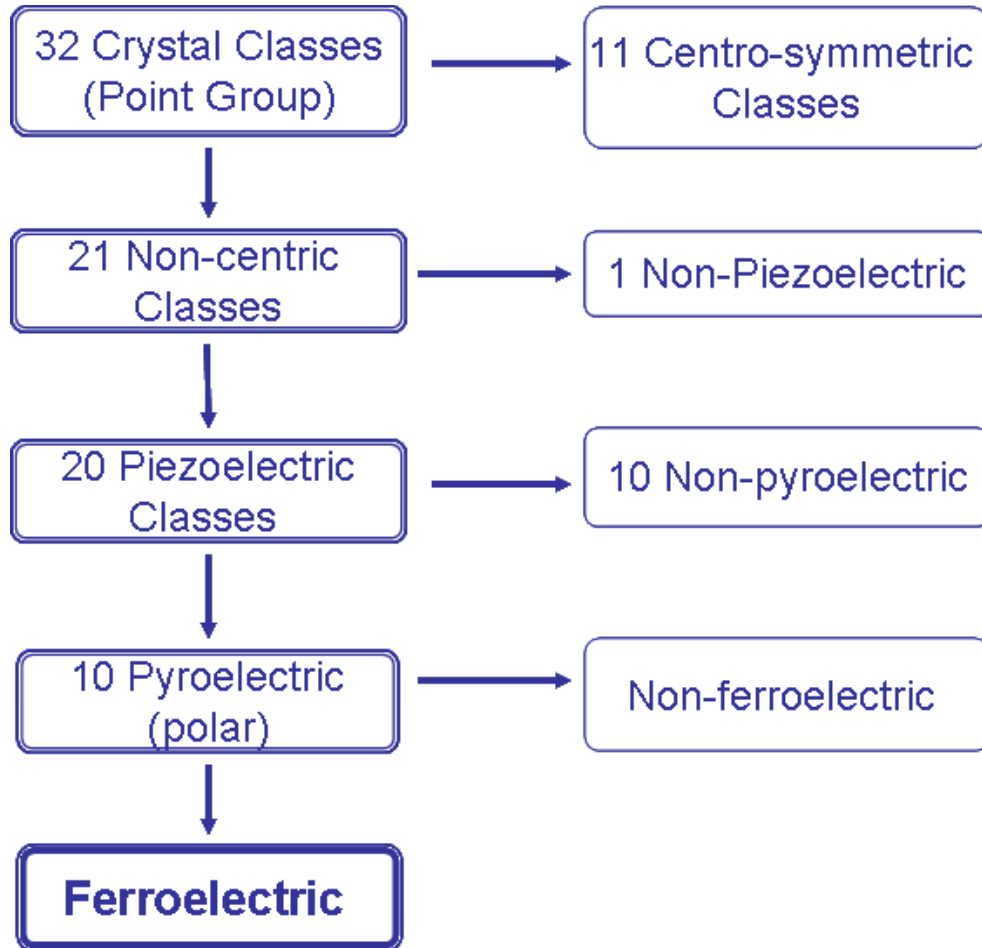 32 Crystal Classes
(Point Group)
11 Centro-symmetric
Classes
21 Non-centric
Classes
1 Non-Piezoelectric
20 Piezoelectric
Classes
10 Non-pyroelectric
10 Pyroelectric
(polar)
Non-ferroelectric
Ferroelectric